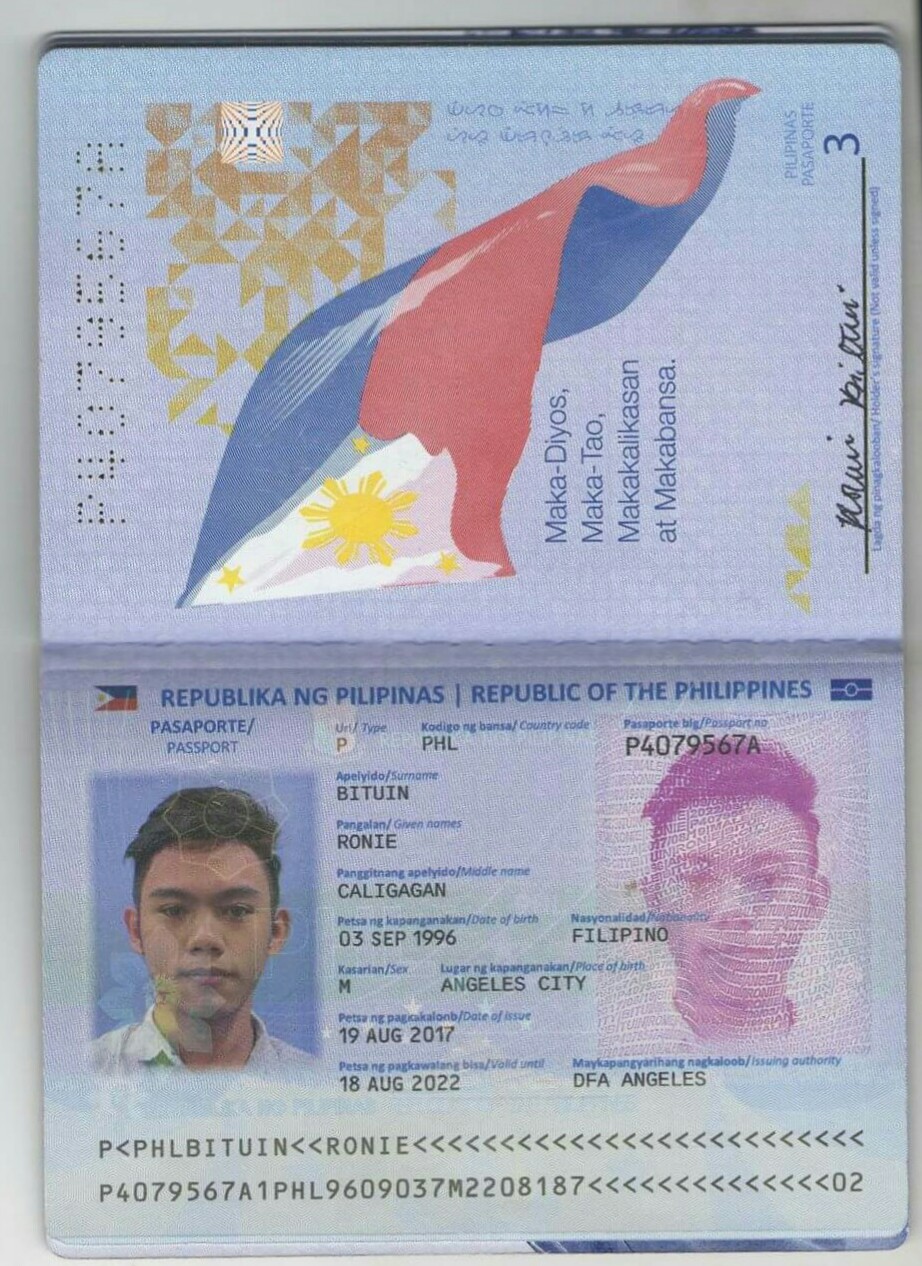 P4079567A
PILIPINAS
PASAPORTE
3
Maka-Diyos,
Maka-Tao,
Makakalikasan
at Makabansa.
Lagda ng pinagkalooban/ Holder's signature (Not valid unless signed)
REPUBLIKA NG PILIPINAS | REPUBLIC OF THE PHILIPPINES
PASAPORTE/
PASSPORT
Uri/ Type
P
Kodigo ng bansa/ Country code
PHL
Pasaporte blg/Passport no
P4079567A
Apelyido/Surname
BITUIN
Pangalan/ Given names
RONIE
Panggitnang apelyido/Middle name
CALIGAGAN
Petsa ng kapanganakan/Date of birth
03 SEP 1996
Nasyonalidad/Nationality
FILIPINO
Kasarian/Sex
M
Lugar ng kapanganakan/Place of birth
ANGELES CITY
Petsa ng pagkakaloob/Date of issue
19 AUG 2017
Petsa ng pagkawalang bisa/Valid until
18 AUG 2022
Maykapangyarihang nagkaloob/ Issuing authority
DFA ANGELES
P<PHLBITUIN<<RONIE<<<<<<<<<<<<<<<<<<<<<<<<<<
P4079567A1PHL9609037M2208187<<<<<<<<<<<<<<02